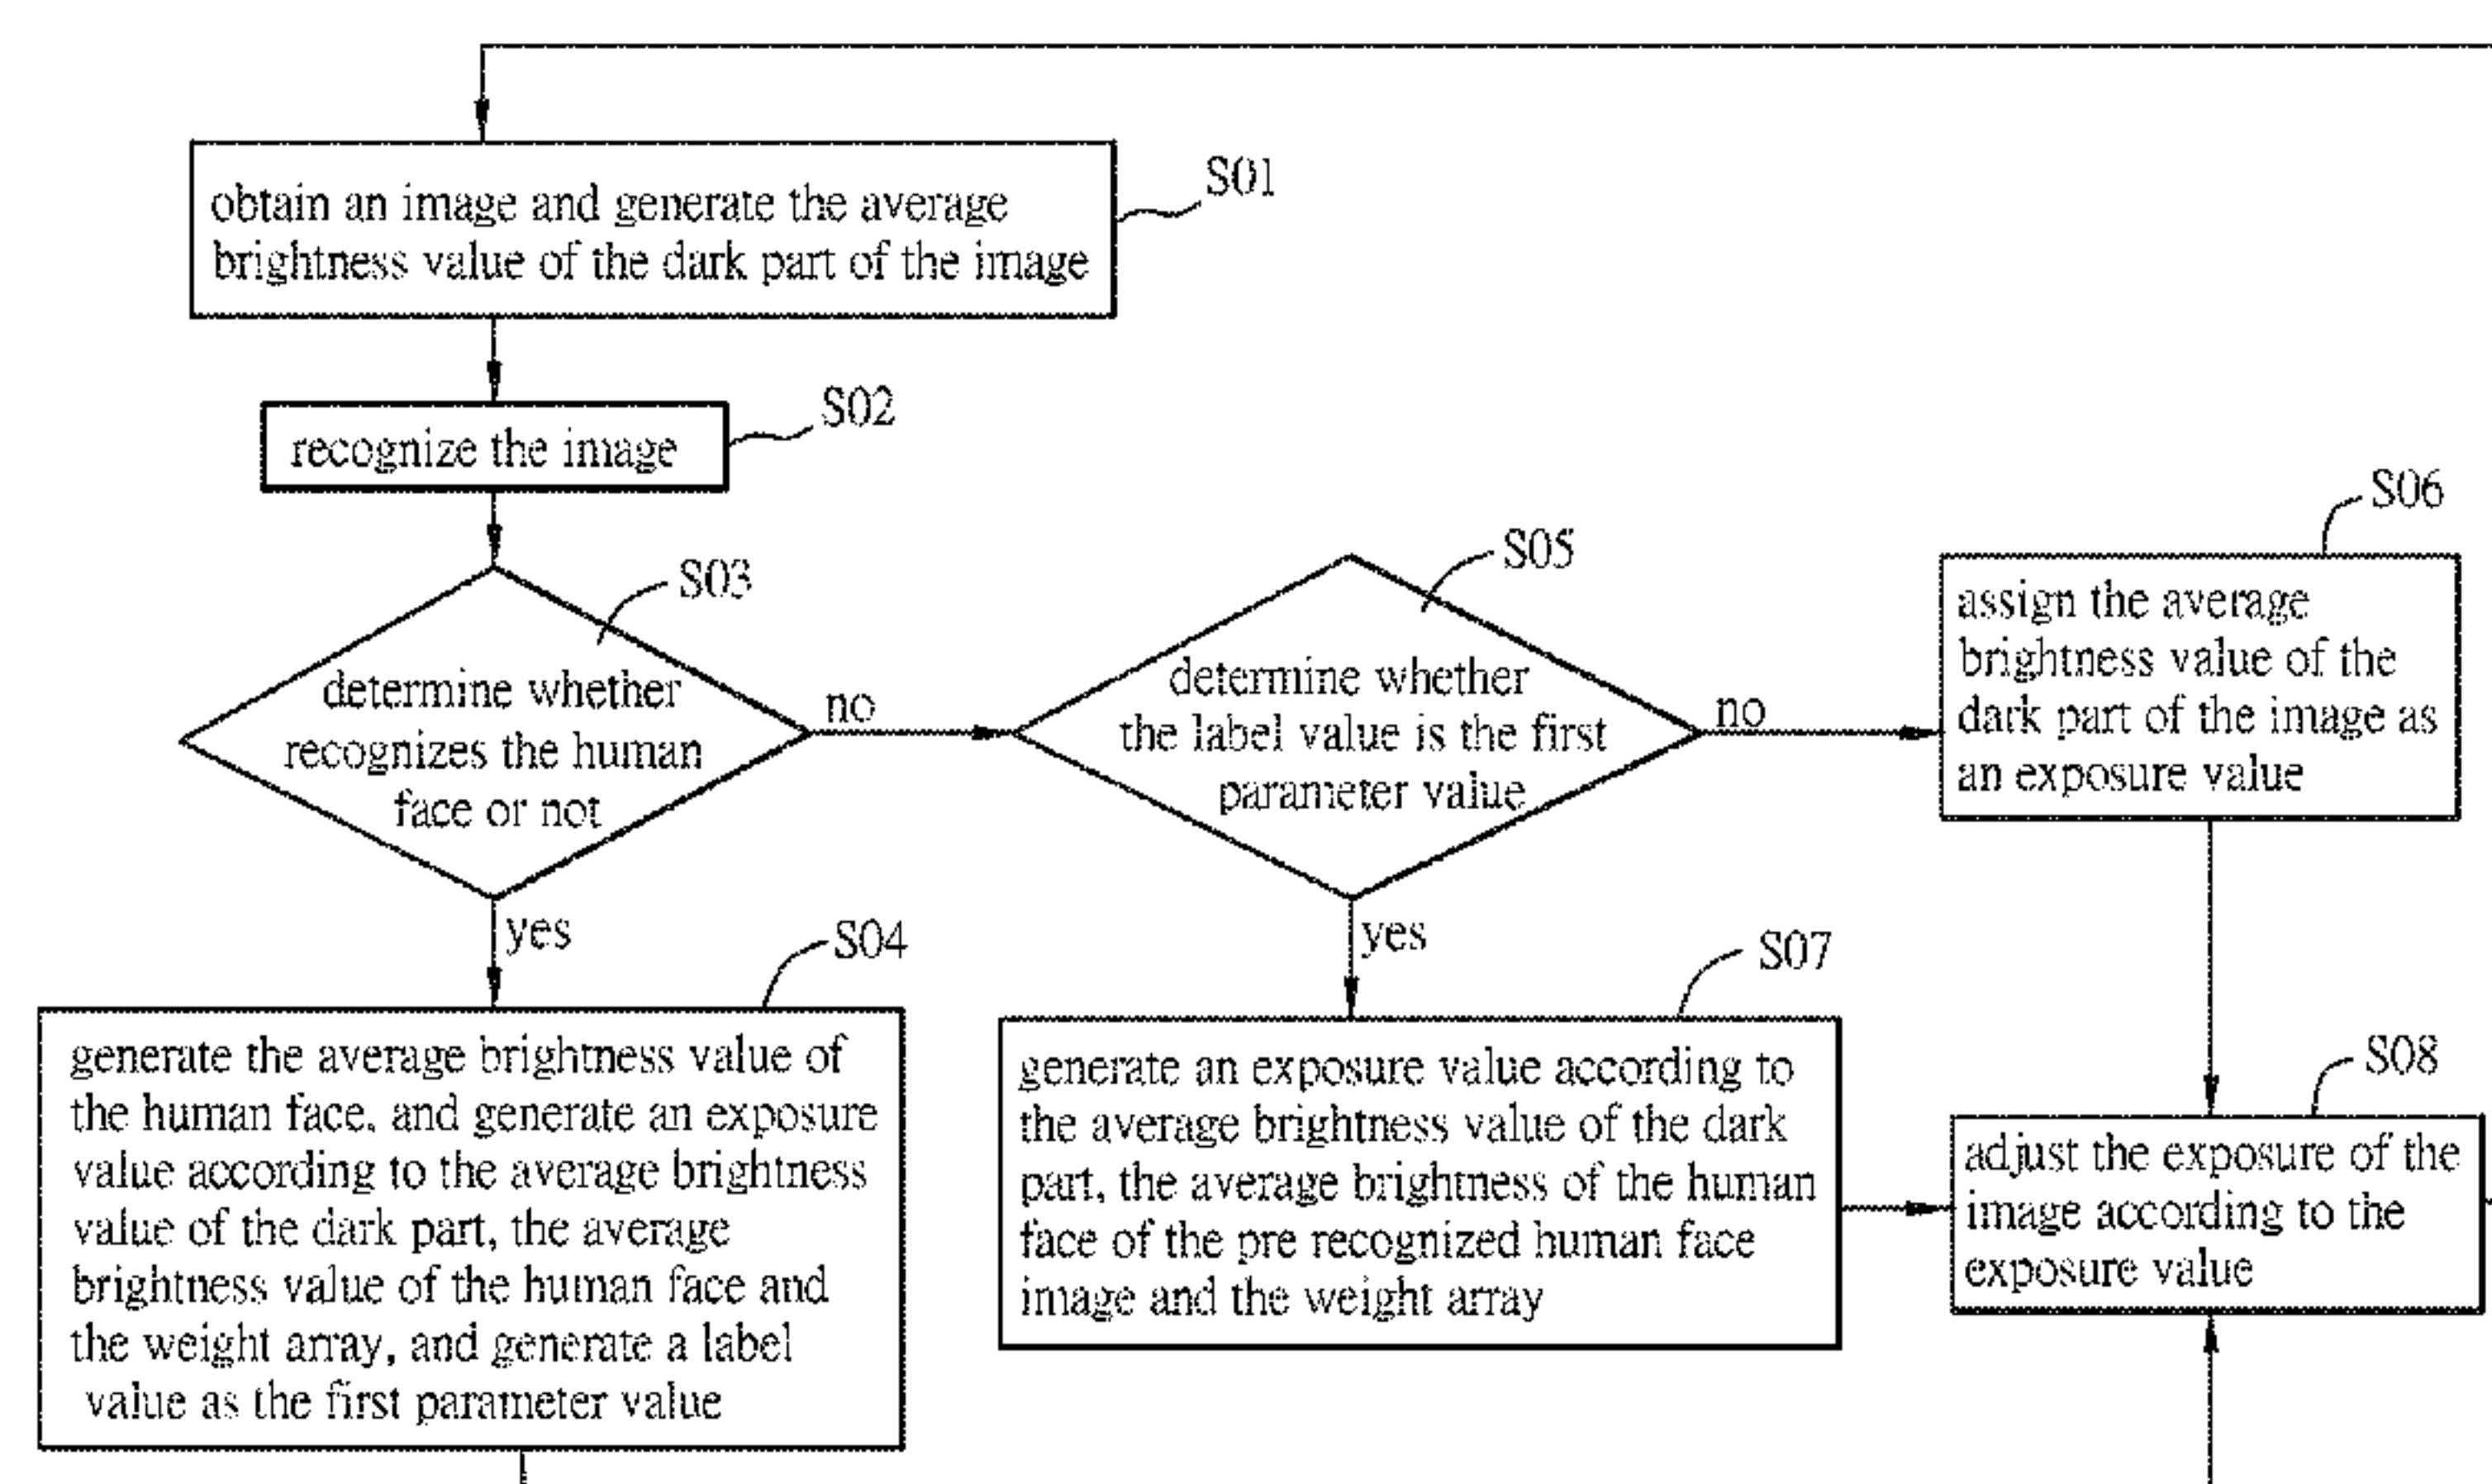 obtain an image and generate the average
brightness value of the dark part of the image
S01
recognize the image
S02
S03
determine whether
recognizes the human
face or not
no
yes
S05
determine whether
the label value is the first
parameter value
no
yes
S06
assign the average
brightness value of the
dark part of the image as
an exposure value
S04
generate the average brightness value of
the human face, and generate an exposure
value according to the average brightness
value of the dark part, the average
brightness value of the human face and
the weight array, and generate a label
value as the first parameter value
S07
generate an exposure value according to
the average brightness value of the dark
part, the average brightness of the human
face of the pre recognized human face
image and the weight array
S08
adjust the exposure of the
image according to the
exposure value